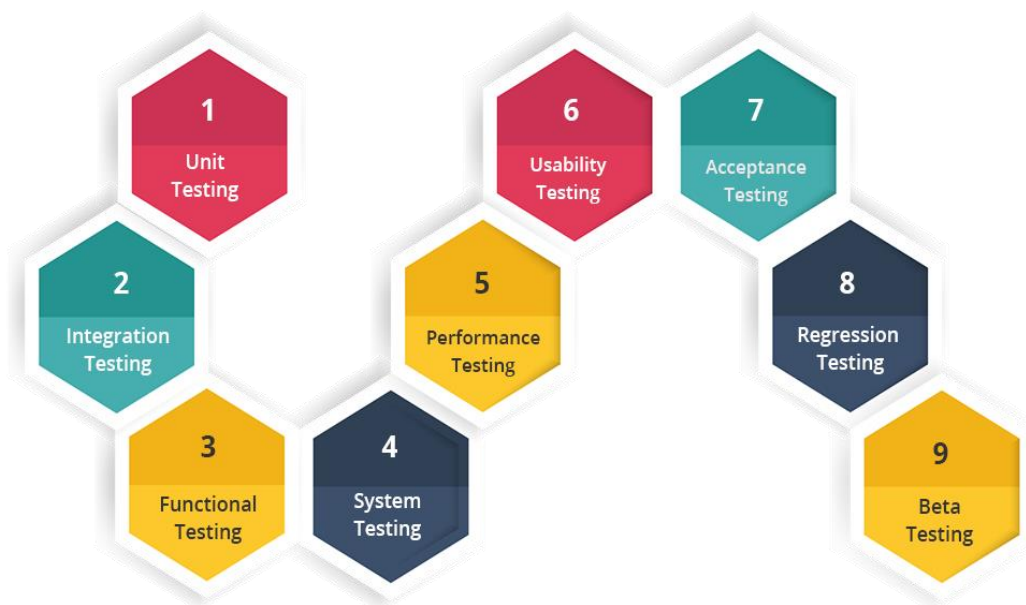 1
Unit
Testing
2
Integration
Testing
3
Functional
Testing
4
System
Testing
5
Performance
Testing
6
Usability
Testing
7
Acceptance
Testing
8
Regression
Testing
9
Beta
Testing